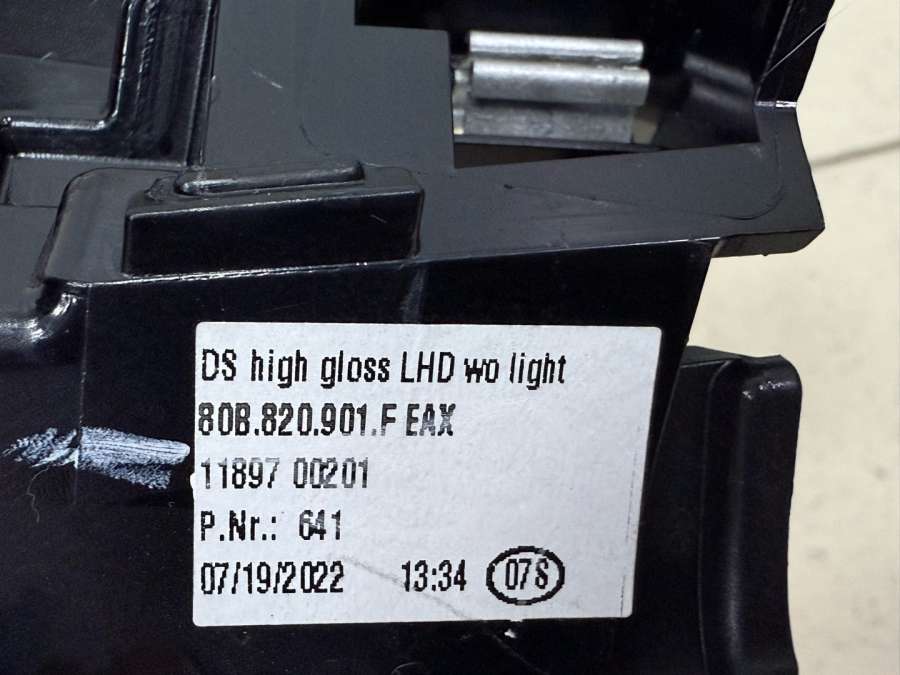 DS high gloss LHD wo light
80B.820.901.F EAX
11897 00201
P.Nr.: 641
07/19/2022 13:34 07S